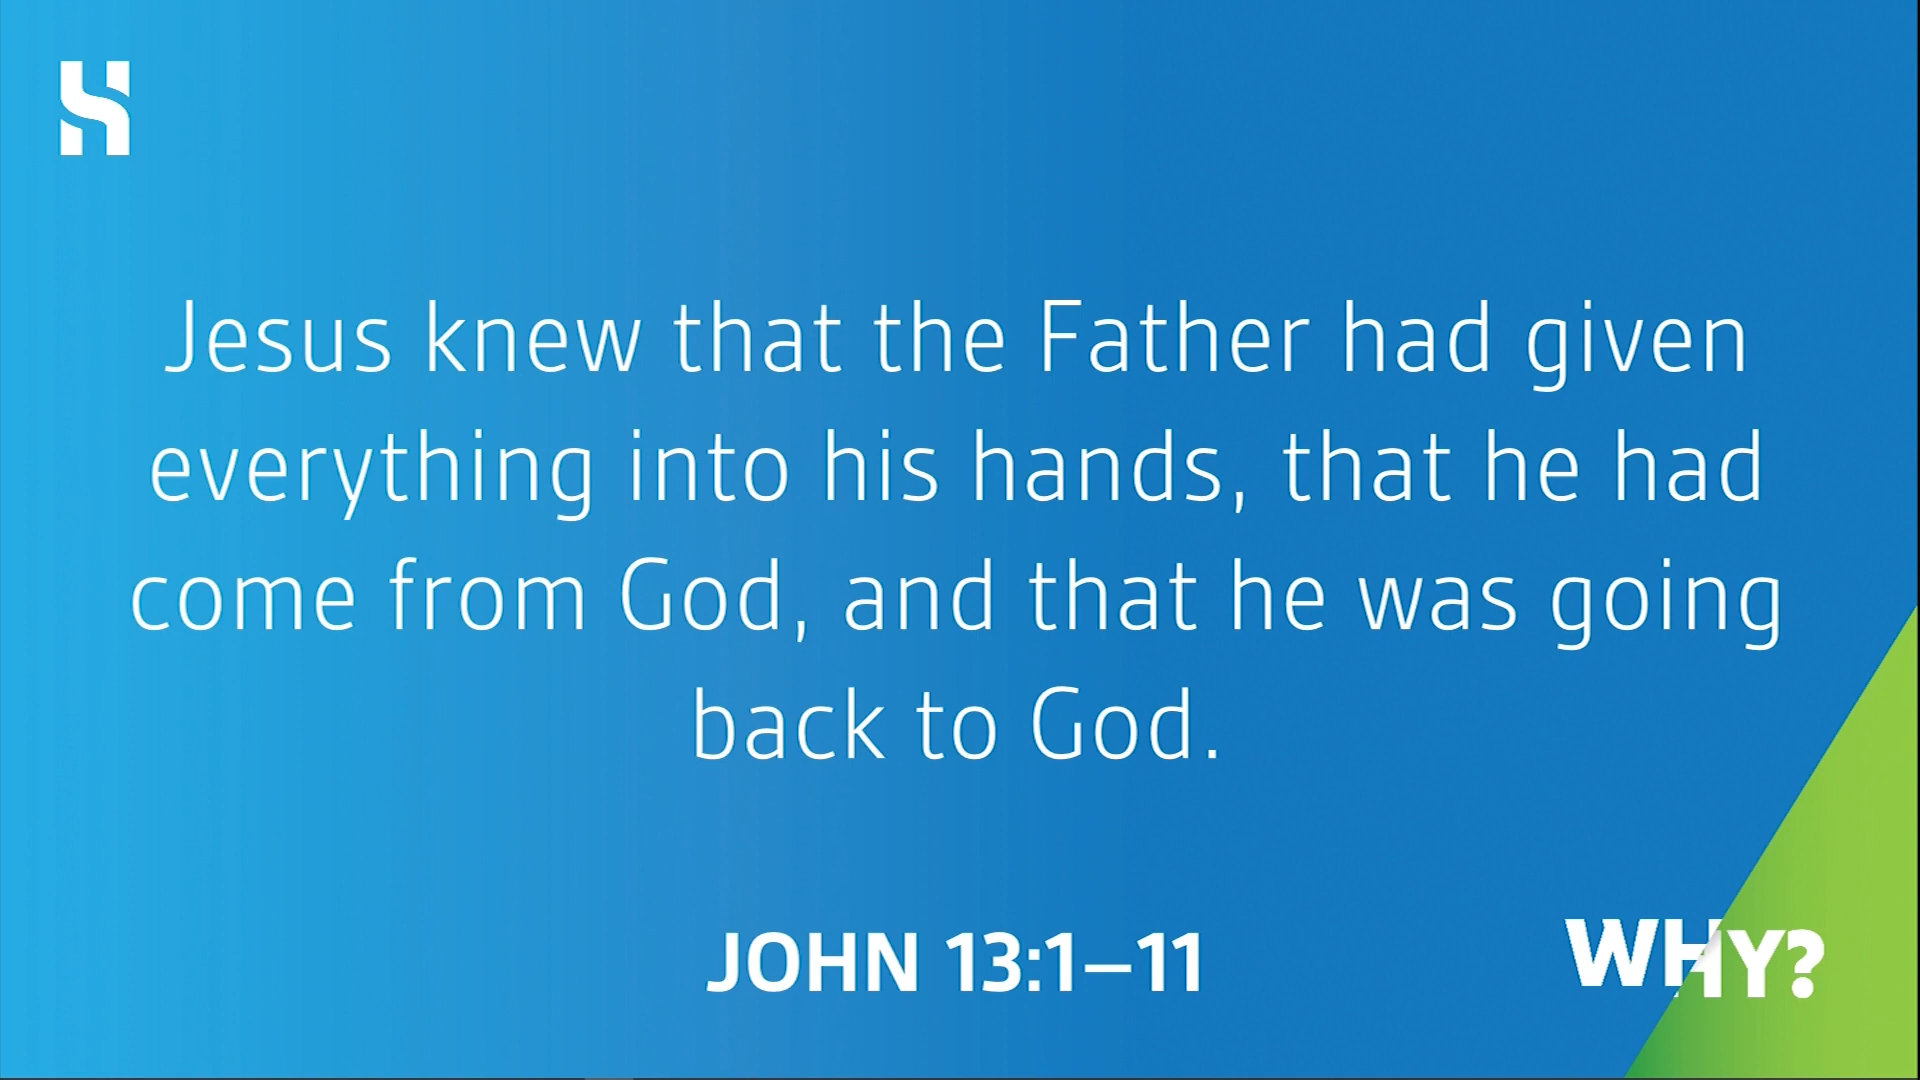 Jesus knew that the Father had given
everything into his hands, that he had
come from God, and that he was going
back to God.
JOHN 13:1–11
WHY?